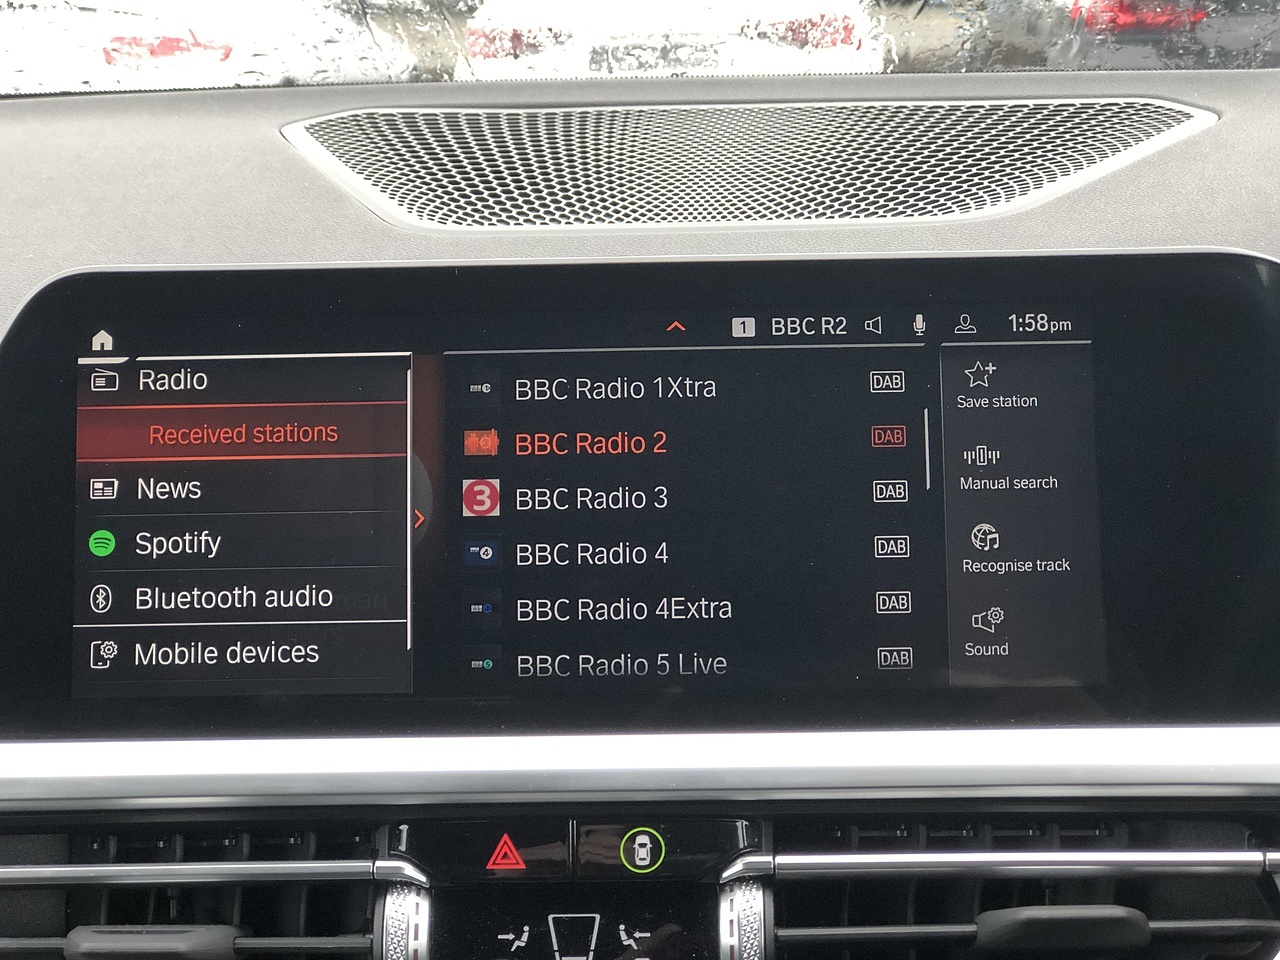 1 BBC R2 1:58pm
Radio
Received stations
News
Spotify
Bluetooth audio
Mobile devices
BBC Radio 1Xtra DAB
BBC Radio 2 DAB
3 BBC Radio 3 DAB
4 BBC Radio 4 DAB
BBC Radio 4Extra DAB
5 BBC Radio 5 Live DAB
Save station
Manual search
Recognise track
Sound